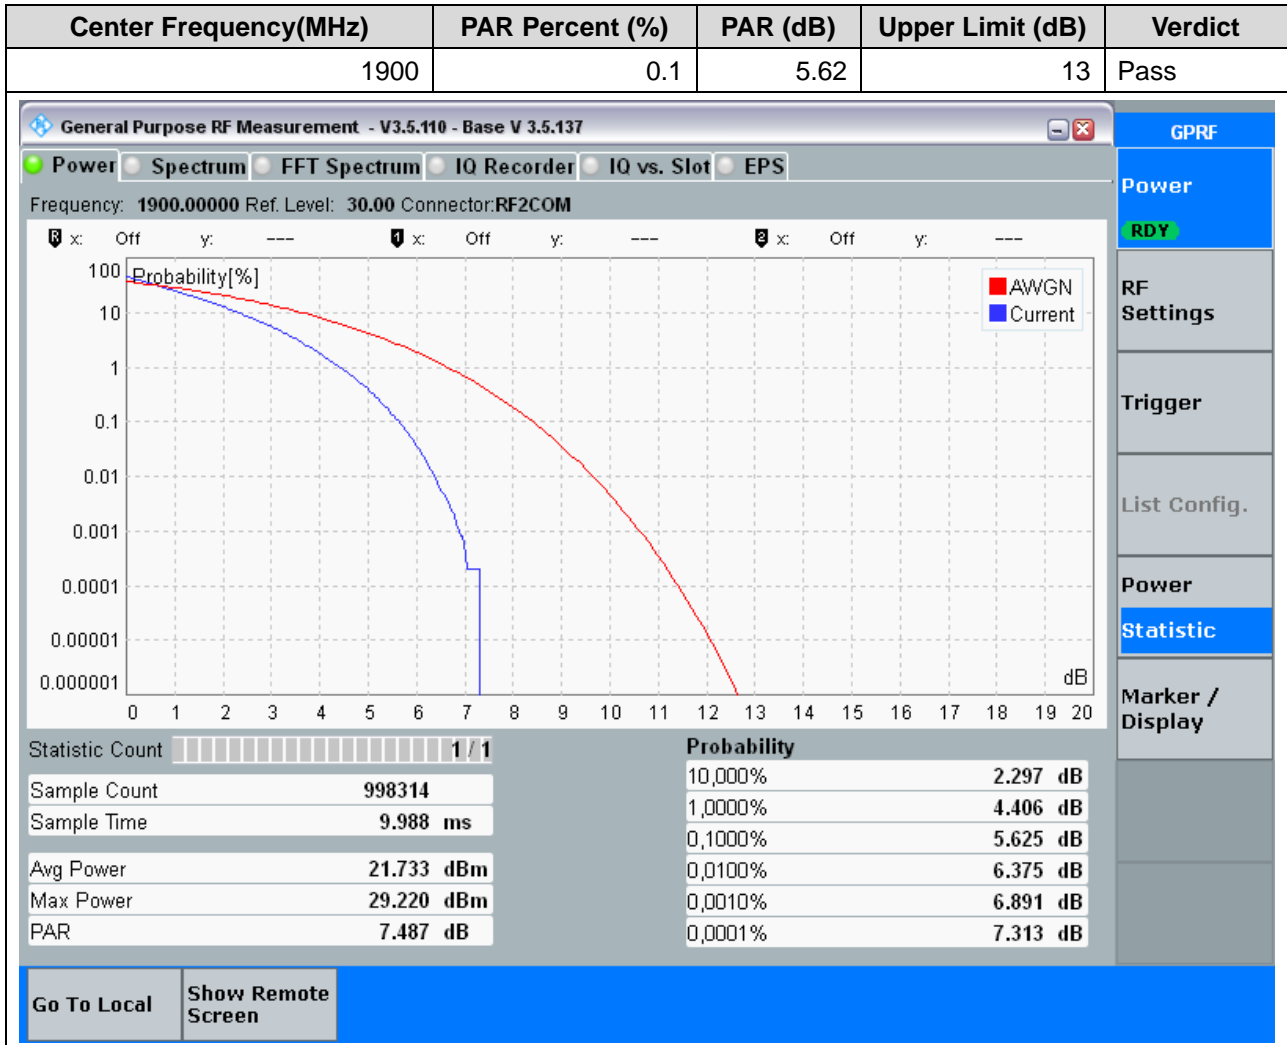 Center Frequency(MHz) PAR Percent (%) PAR (dB) Upper Limit (dB) Verdict
1900 0.1 5.62 13 Pass
General Purpose RF Measurement - V3.5.110 - Base V 3.5.137
GPRF
Power Spectrum FFT Spectrum IQ Recorder IQ vs. Slot EPS
Power
RDY
Frequency: 1900.00000 Ref. Level: 30.00 Connector:RF2COM
R x: Off y: --- 1 x: Off y: --- 2 x: Off y: ---
Probability[%]
AWGN
Current
100
10
1
0.1
0.01
0.001
0.0001
0.00001
0.000001
dB
0 1 2 3 4 5 6 7 8 9 10 11 12 13 14 15 16 17 18 19 20
RF
Settings
Trigger
List Config.
Power
Statistic
Marker /
Display
Statistic Count 1 / 1
Sample Count 998314
Sample Time 9.988 ms
Avg Power 21.733 dBm
Max Power 29.220 dBm
PAR 7.487 dB
Probability
10,000% 2.297 dB
1,0000% 4.406 dB
0,1000% 5.625 dB
0,0100% 6.375 dB
0,0010% 6.891 dB
0,0001% 7.313 dB
Go To Local
Show Remote
Screen